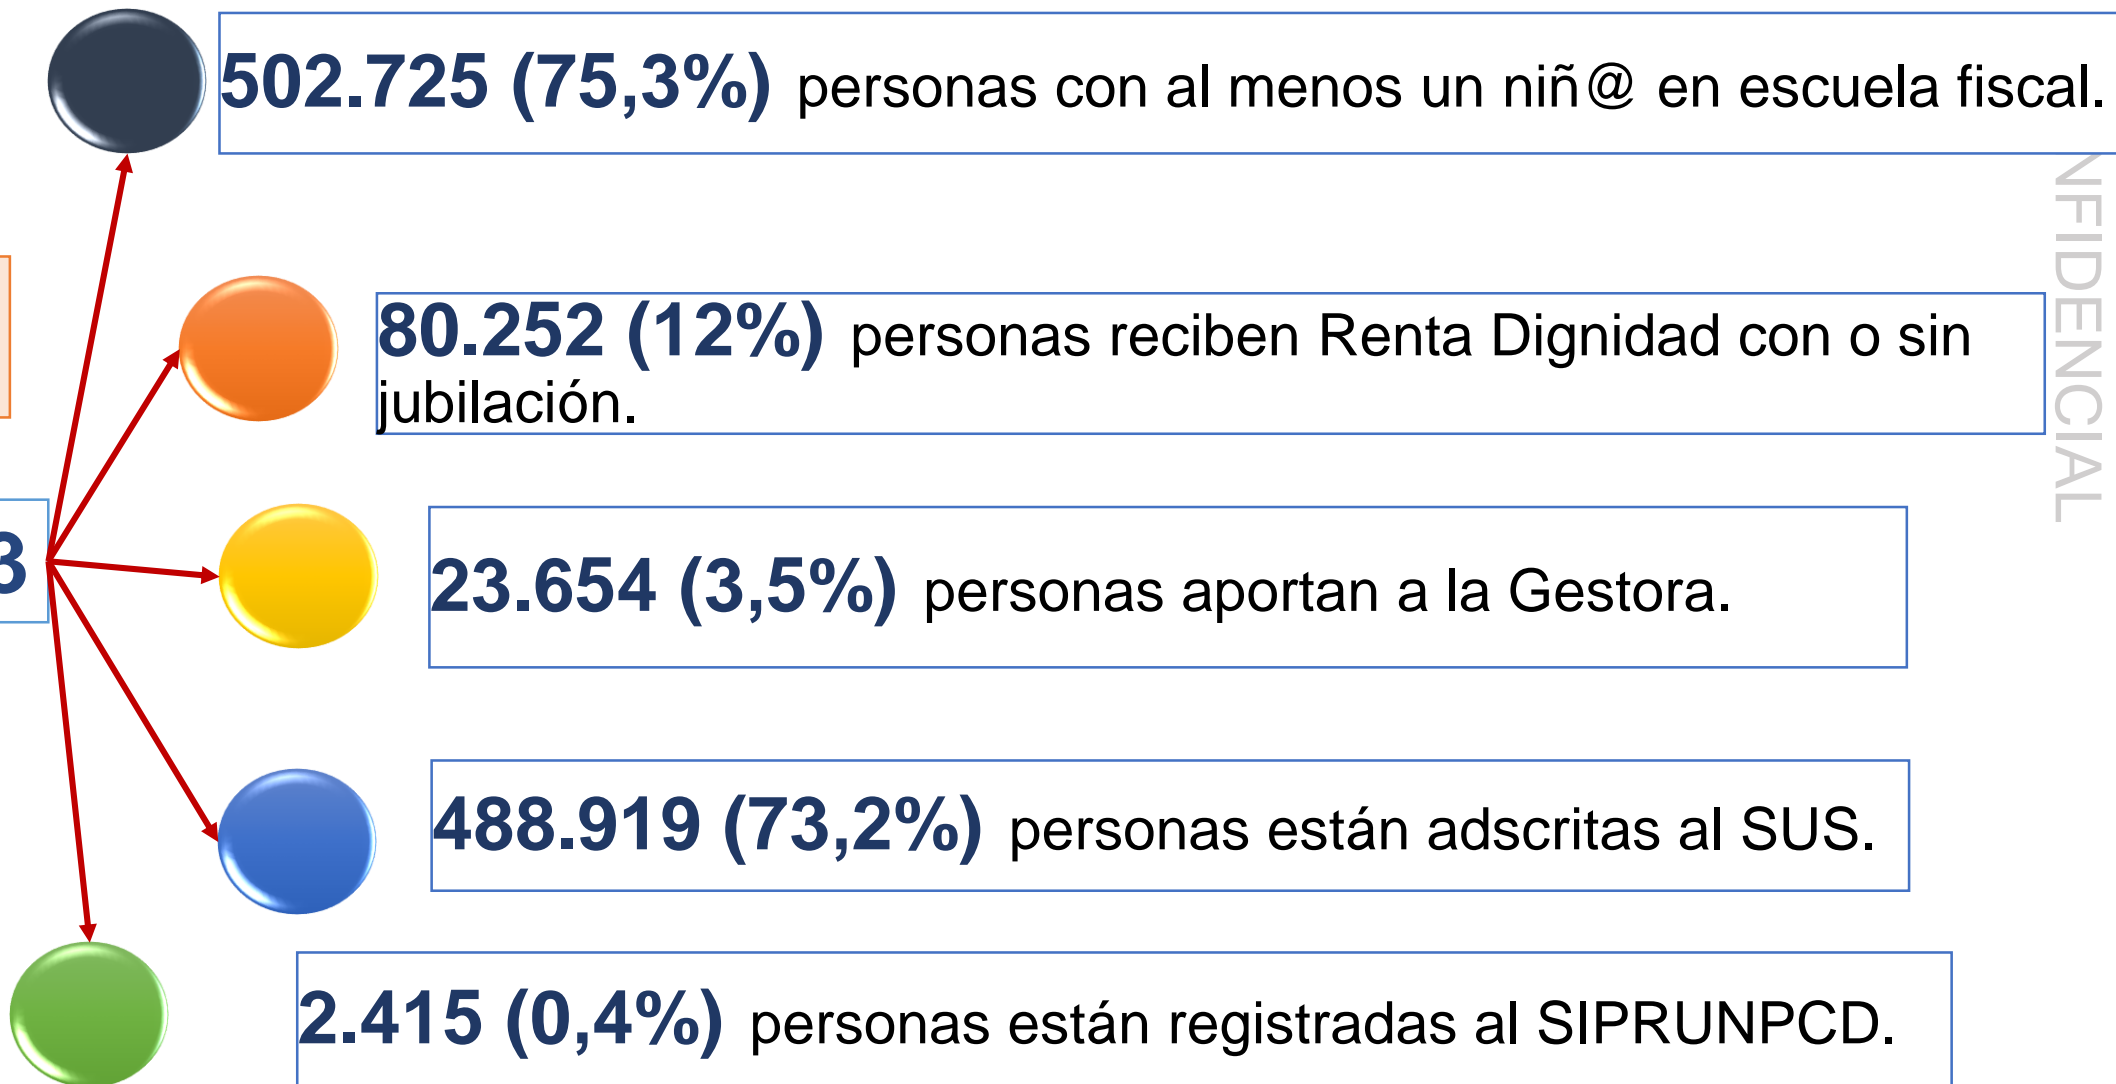 502.725 (75,3%) personas con al menos un niñ@ en escuela fiscal.
80.252 (12%) personas reciben Renta Dignidad con o sin
jubilación.
3
23.654 (3,5%) personas aportan a la Gestora.
488.919 (73,2%) personas están adscritas al SUS.
2.415 (0,4%) personas están registradas al SIPRUNPCD.
NFIDENCIAL